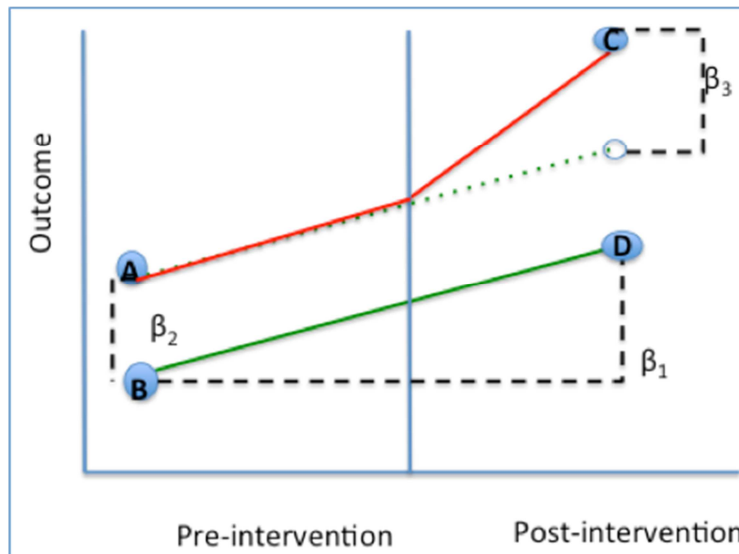 C
β3
Outcome
D
A
β2
β1
B
Pre-intervention
Post-intervention